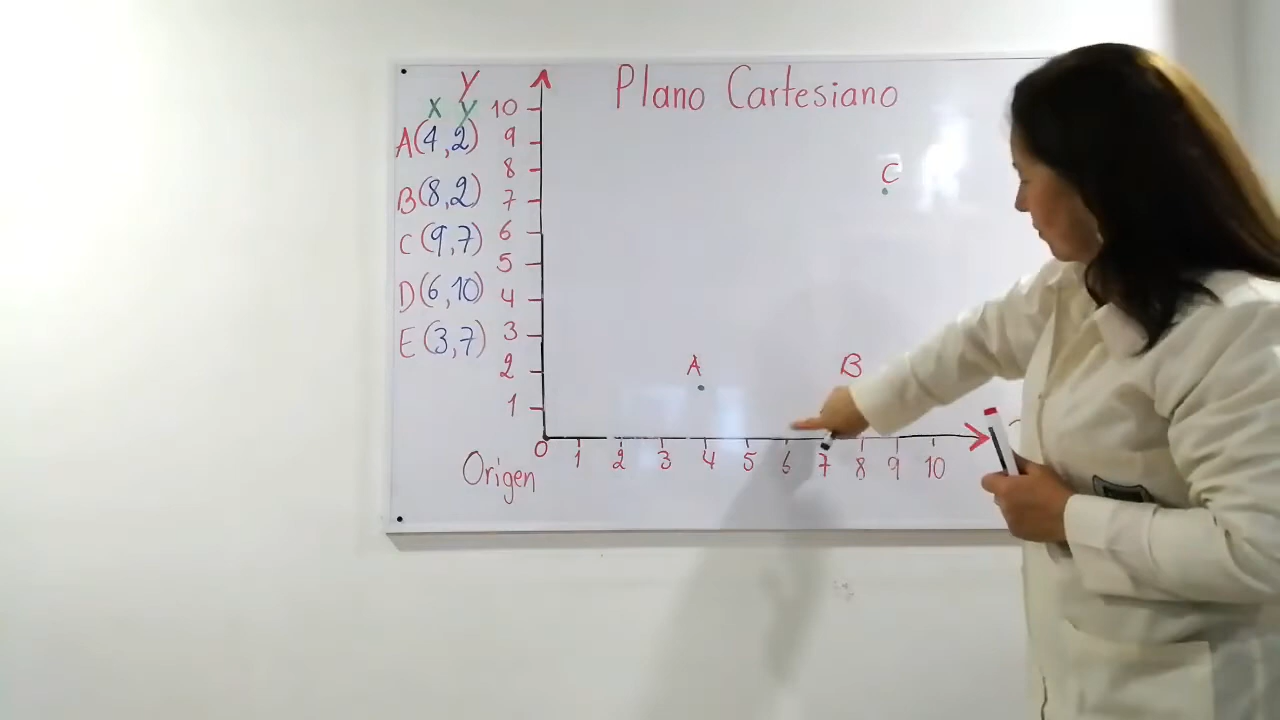 Plano Cartesiano
Y
X Y
A(4,2)
B(8,2)
C(9,7)
D(6,10)
E(3,7)
10
9
8
7
6
5
4
3
2
1
C
A
B
0 1 2 3 4 5 6 7 8 9 10
Origen